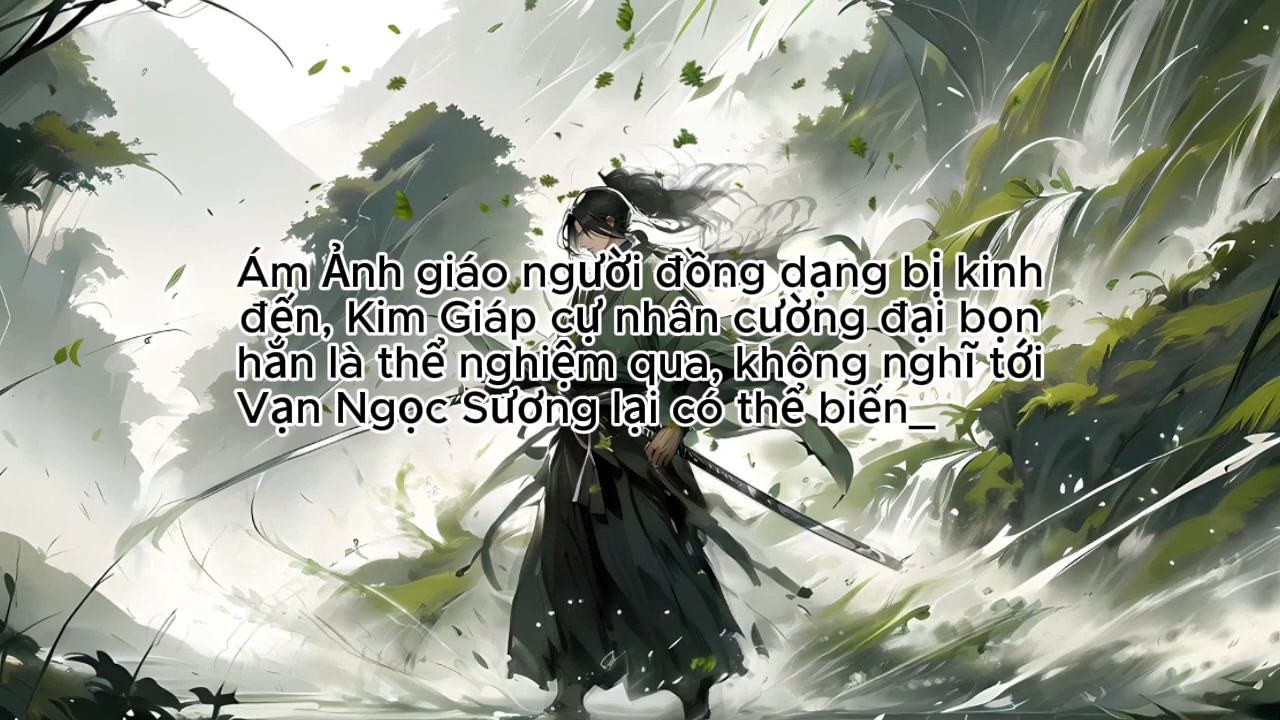 Ám Ảnh giáo người đồng dạng bị kinh
đến, Kim Giáp cự nhân cường đại bọn
hắn là thể nghiệm qua, không nghĩ tới
Vạn Ngọc Sương lại có thể biến_